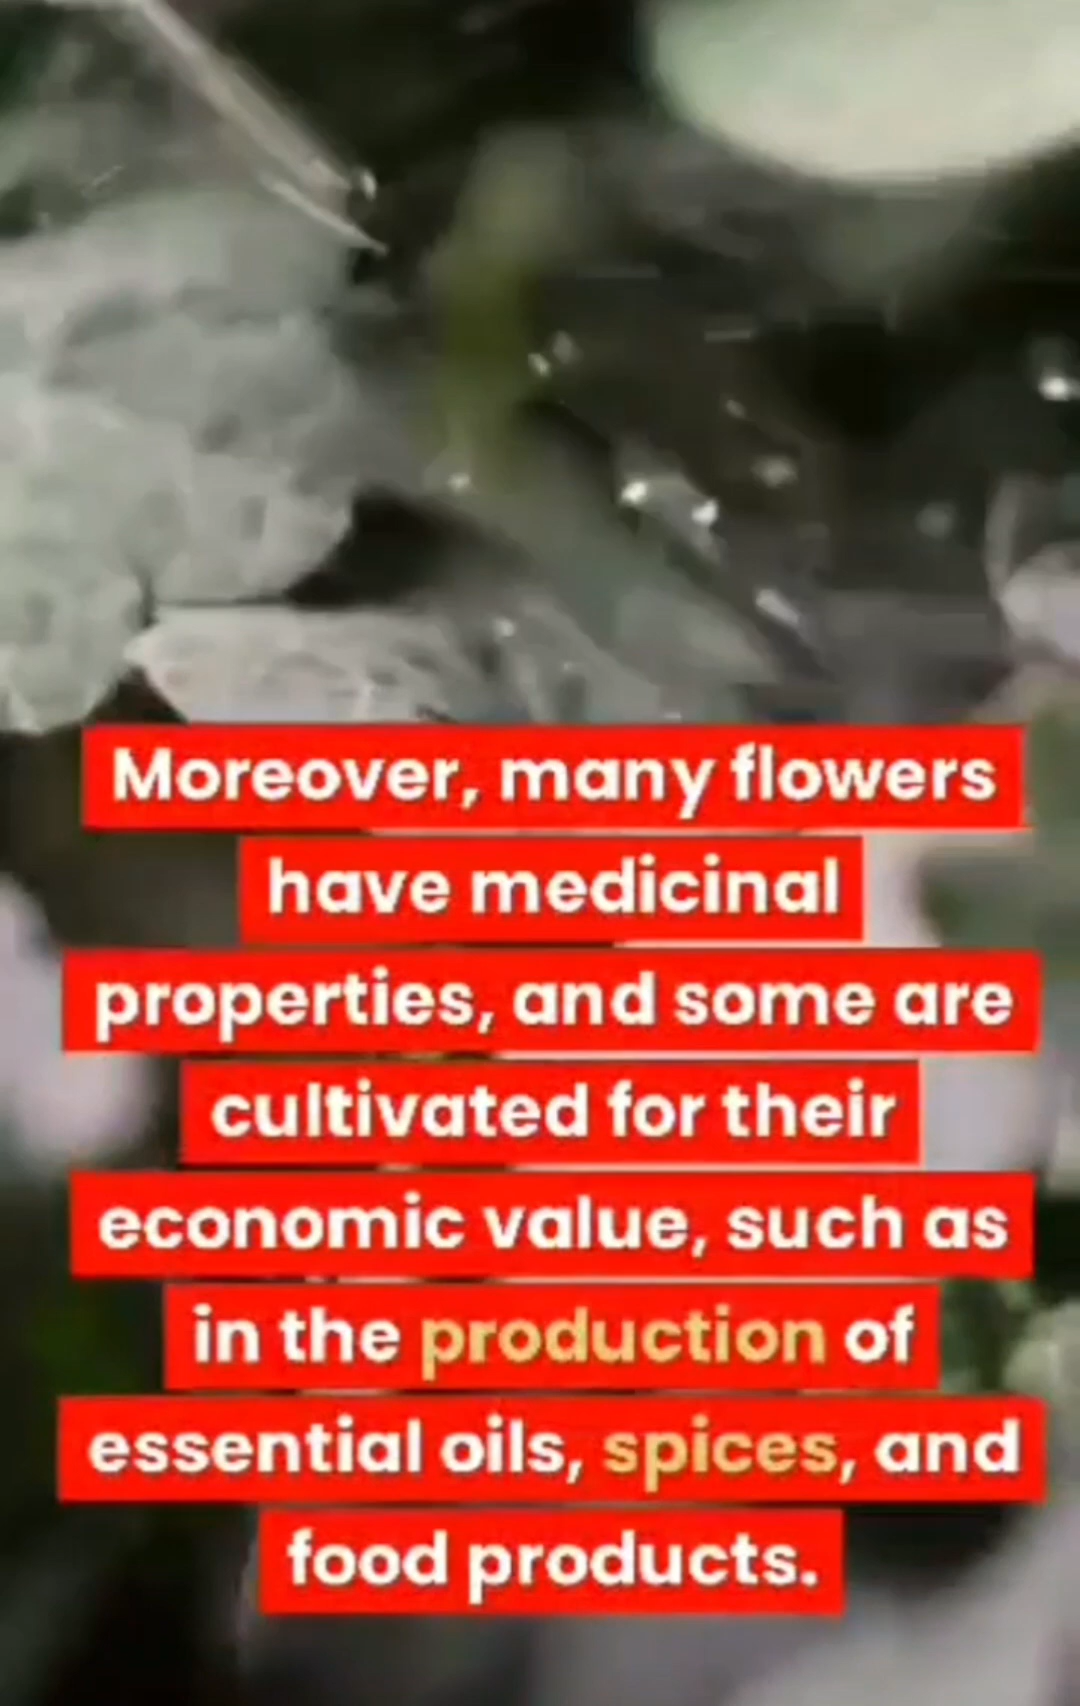 Moreover, many flowers
have medicinal
properties, and some are
cultivated for their
economic value, such as
in the production of
essential oils, spices, and
food products.